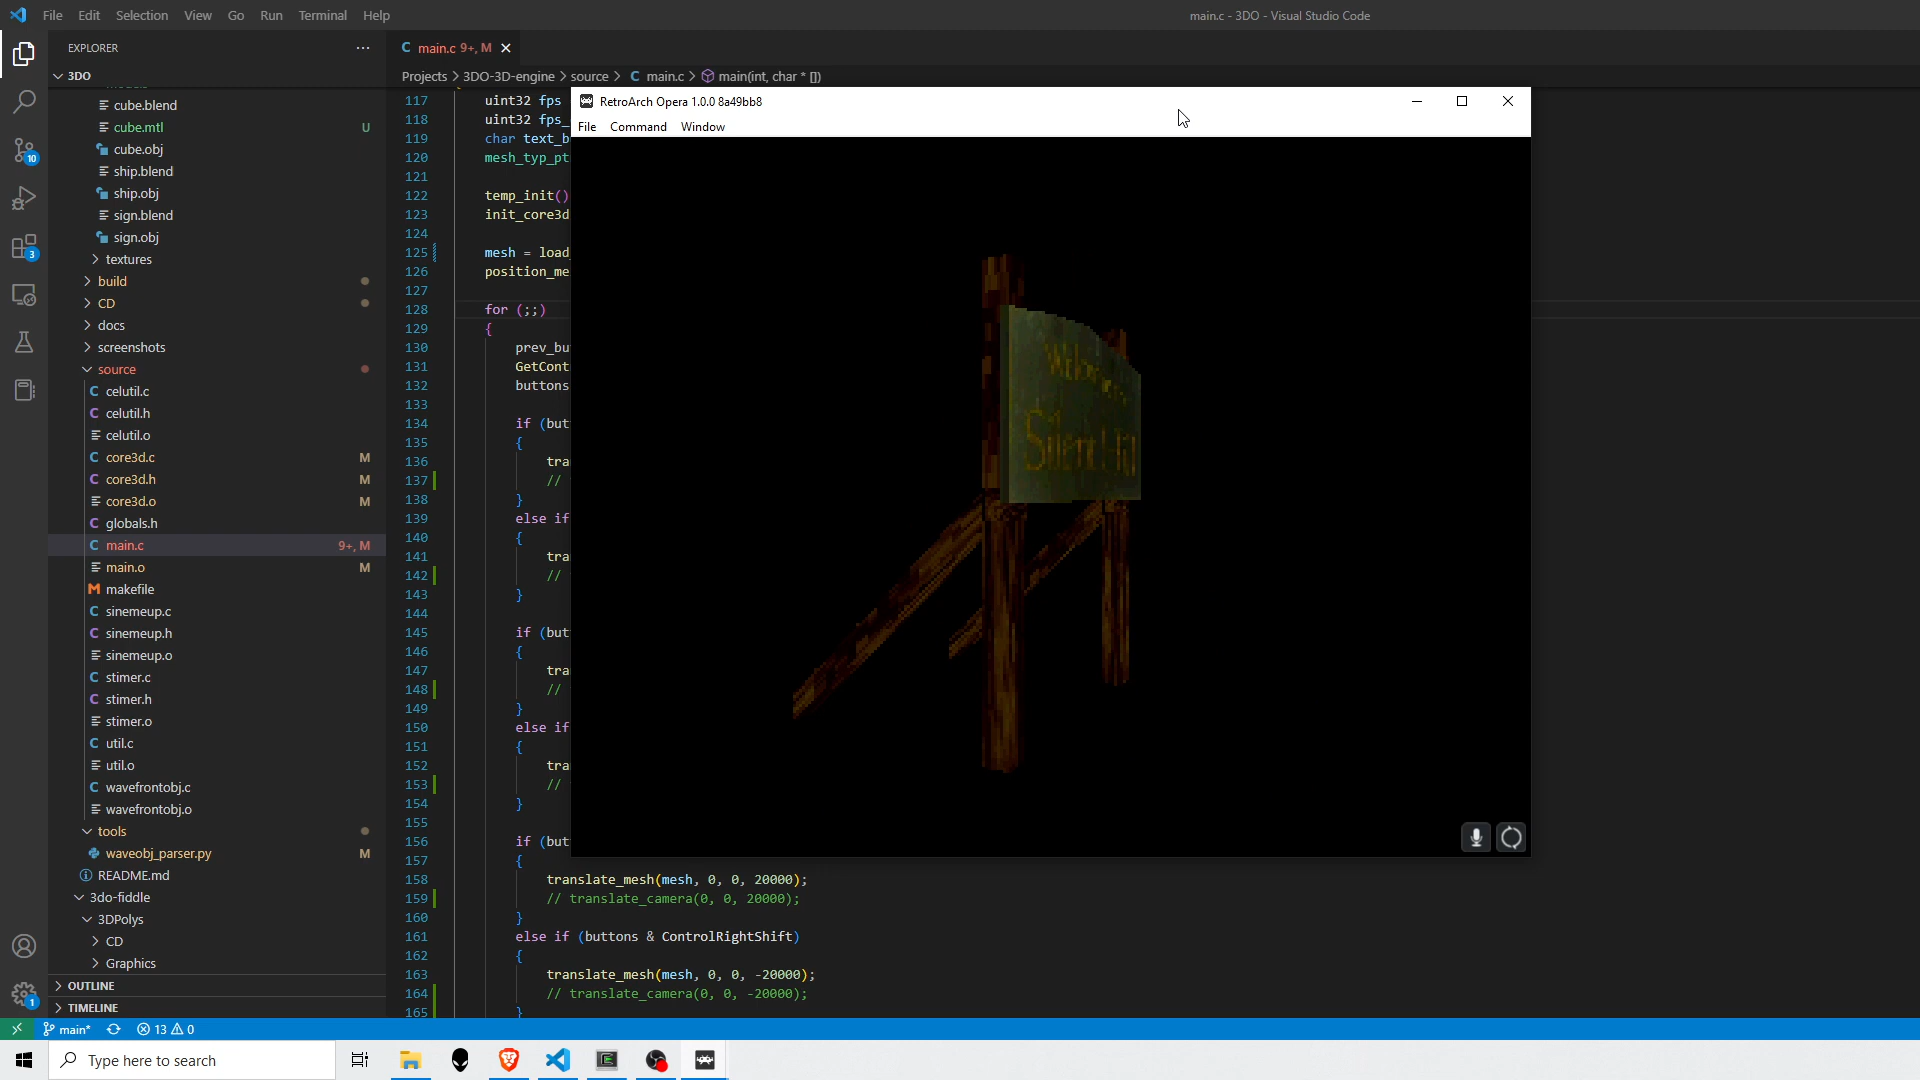 File Edit Selection View Go Run Terminal Help
main.c - 3DO - Visual Studio Code
EXPLORER
3DO
cube.blend
cube.mtl U
cube.obj
ship.blend
ship.obj
sign.blend
sign.obj
textures
build
CD
docs
screenshots
source
celutil.c
celutil.h
celutil.o
core3d.c M
core3d.h M
core3d.o M
globals.h
main.c 9+, M
main.o M
makefile
sinemeup.c
sinemeup.h
sinemeup.o
stimer.c
stimer.h
stimer.o
util.c
util.o
wavefrontobj.c
wavefrontobj.o
tools
waveobj_parser.py M
README.md
3do-fiddle
3DPolys
CD
Graphics
OUTLINE
TIMELINE
10
3
1
main.c 9+, M
Projects > 3DO-3D-engine > source > C main.c > main(int, char * [])
117 uint32 fps
118 uint32 fps_
119 char text_b
120 mesh_typ_pt
121
122 temp_init()
123 init_core3d
124
125 mesh = load_
126 position_me
127
128 for (;;)
129 {
130 prev_bu
131 GetCont
132 buttons
133
134 if (but
135 {
136 tra
137 //
138 }
139 else if
140 {
141 tra
142 //
143 }
144
145 if (but
146 {
147 tra
148 //
149 }
150 else if
151 {
152 tra
153 //
154 }
155
156 if (but
157 {
158 translate_mesh(mesh, 0, 0, 20000);
159 // translate_camera(0, 0, 20000);
160 }
161 else if (buttons & ControlRightShift)
162 {
163 translate_mesh(mesh, 0, 0, -20000);
164 // translate_camera(0, 0, -20000);
165 }
RetroArch Opera 1.0.0 8a49bb8
File Command Window
Silent Hill
main* 13 0
Type here to search